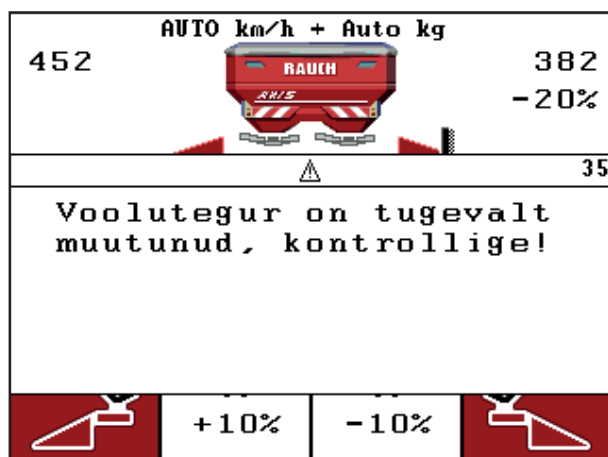 AUTO km/h + Auto kg
452
382
RAUCH
AXIS
-20%
35
Voolutegur on tugevalt
muutunud, kontrollige!
+10%
-10%